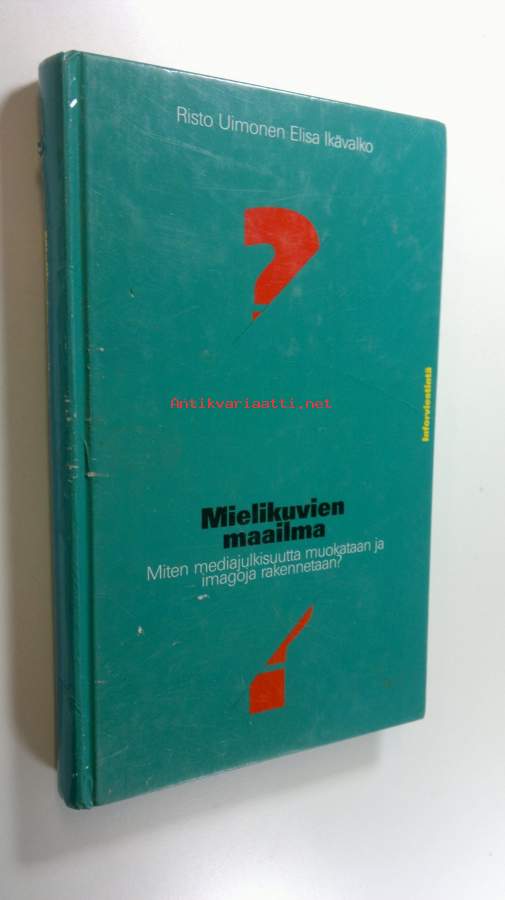 Risto Uimonen Elisa Ikävalko
Antikvariaatti.net
Inforviestintä
Mielikuvien
maailma
Miten mediajulkisuutta muokataan ja
imagoja rakennetaan?